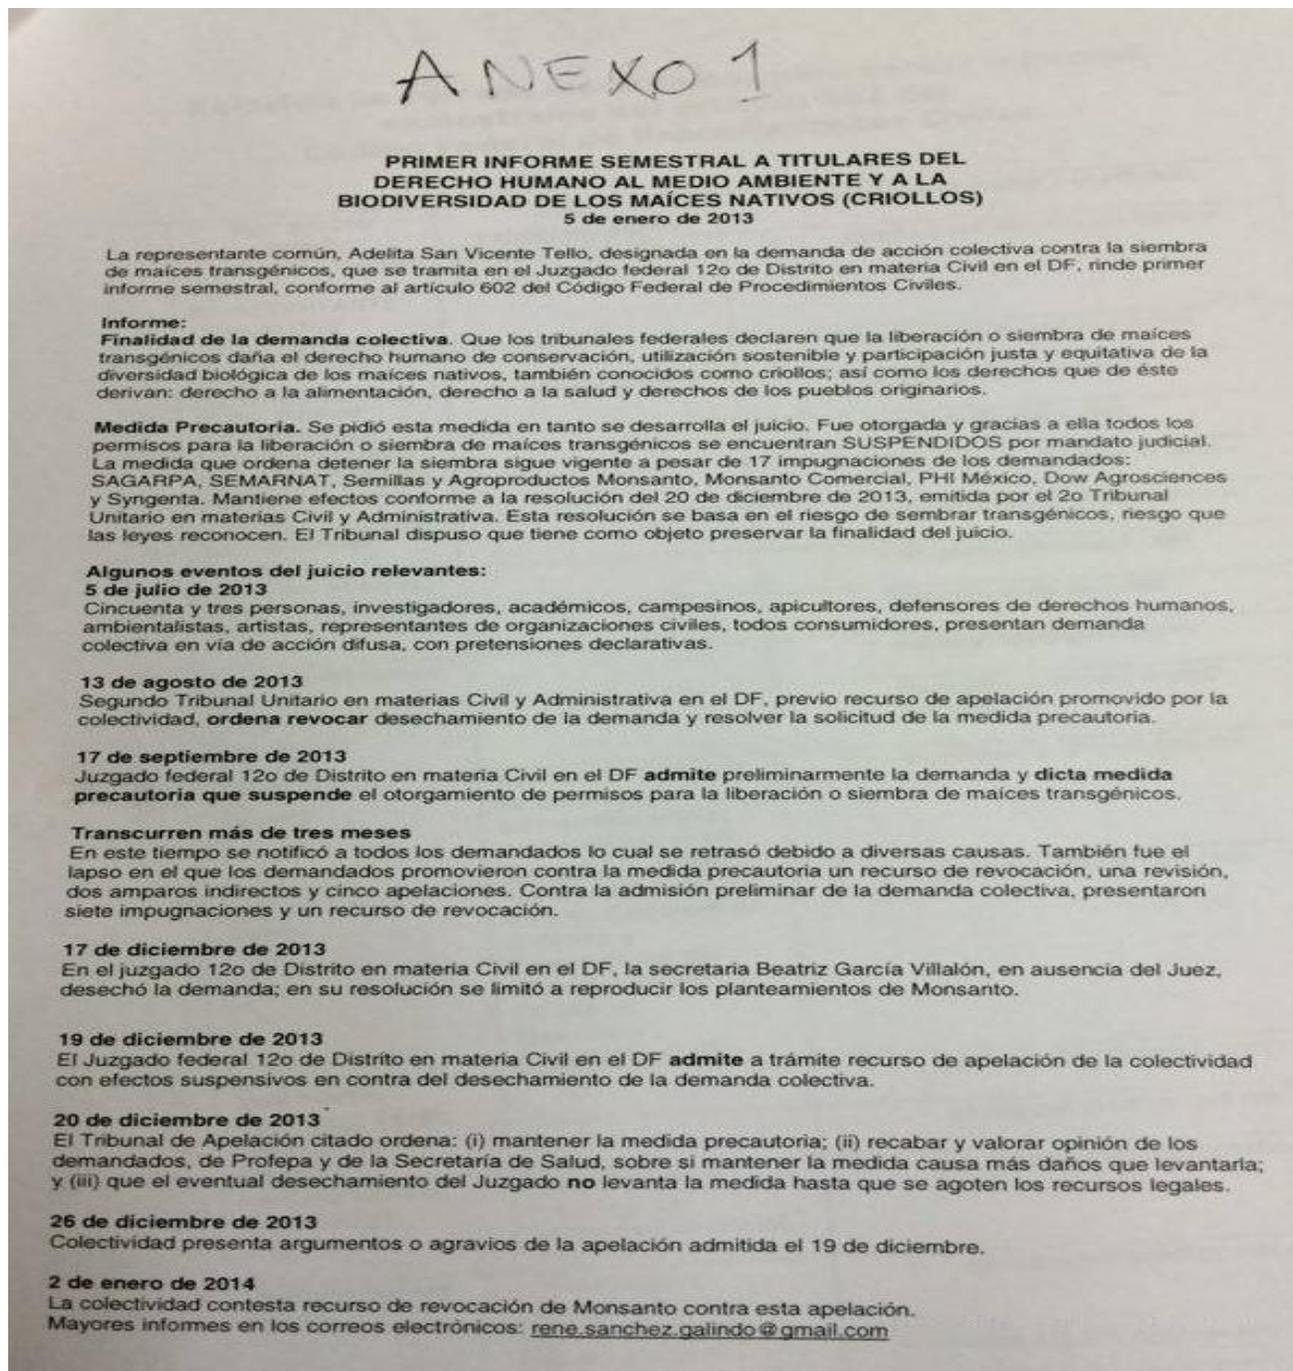 ANEXO 1
PRIMER INFORME SEMESTRAL A TITULARES DEL
DERECHO HUMANO AL MEDIO AMBIENTE Y A LA
BIODIVERSIDAD DE LOS MAÍCES NATIVOS (CRIOLLOS)
5 de enero de 2013
La representante común, Adelita San Vicente Tello, designada en la demanda de acción colectiva contra la siembra
de maíces transgénicos, que se tramita en el Juzgado federal 12o de Distrito en materia Civil en el DF, rinde primer
informe semestral, conforme al artículo 602 del Código Federal de Procedimientos Civiles.
Informe:
Finalidad de la demanda colectiva. Que los tribunales federales declaren que la liberación o siembra de maíces
transgénicos daña el derecho humano de conservación, utilización sostenible y participación justa y equitativa de la
diversidad biológica de los maíces nativos, también conocidos como criollos; así como los derechos que de éste
derivan: derecho a la alimentación, derecho a la salud y derechos de los pueblos originarios.
Medida Precautoria. Se pidió esta medida en tanto se desarrolla el juicio. Fue otorgada y gracias a ella todos los
permisos para la liberación o siembra de maíces transgénicos se encuentran SUSPENDIDOS por mandato judicial.
La medida que ordena detener la siembra sigue vigente a pesar de 17 impugnaciones de los demandados:
SAGARPA, SEMARNAT, Semillas y Agroproductos Monsanto, Monsanto Comercial, PHI México, Dow Agrosciences
y Syngenta. Mantiene efectos conforme a la resolución del 20 de diciembre de 2013, emitida por el 2o Tribunal
Unitario en materias Civil y Administrativa. Esta resolución se basa en el riesgo de sembrar transgénicos, riesgo que
las leyes reconocen. El Tribunal dispuso que tiene como objeto preservar la finalidad del juicio.
Algunos eventos del juicio relevantes:
5 de julio de 2013
Cincuenta y tres personas, investigadores, académicos, campesinos, apicultores, defensores de derechos humanos,
ambientalistas, artistas, representantes de organizaciones civiles, todos consumidores, presentan demanda
colectiva en vía de acción difusa, con pretensiones declarativas.
13 de agosto de 2013
Segundo Tribunal Unitario en materias Civil y Administrativa en el DF, previo recurso de apelación promovido por la
colectividad, ordena revocar desechamiento de la demanda y resolver la solicitud de la medida precautoria.
17 de septiembre de 2013
Juzgado federal 12o de Distrito en materia Civil en el DF admite preliminarmente la demanda y dicta medida
precautoria que suspende el otorgamiento de permisos para la liberación o siembra de maíces transgénicos.
Transcurren más de tres meses
En este tiempo se notificó a todos los demandados lo cual se retrasó debido a diversas causas. También fue el
lapso en el que los demandados promovieron contra la medida precautoria un recurso de revocación, una revisión,
dos amparos indirectos y cinco apelaciones. Contra la admisión preliminar de la demanda colectiva, presentaron
siete impugnaciones y un recurso de revocación.
17 de diciembre de 2013
En el juzgado 12o de Distrito en materia Civil en el DF, la secretaria Beatriz García Villalón, en ausencia del Juez,
desechó la demanda; en su resolución se limitó a reproducir los planteamientos de Monsanto.
19 de diciembre de 2013
El Juzgado federal 12o de Distrito en materia Civil en el DF admite a trámite recurso de apelación de la colectividad
con efectos suspensivos en contra del desechamiento de la demanda colectiva.
20 de diciembre de 2013
El Tribunal de Apelación citado ordena: (i) mantener la medida precautoria; (ii) recabar y valorar opinión de los
demandados, de Profepa y de la Secretaría de Salud, sobre si mantener la medida causa más daños que levantarla;
y (iii) que el eventual desechamiento del Juzgado no levanta la medida hasta que se agoten los recursos legales.
26 de diciembre de 2013
Colectividad presenta argumentos o agravios de la apelación admitida el 19 de diciembre.
2 de enero de 2014
La colectividad contesta recurso de revocación de Monsanto contra esta apelación.
Mayores informes en los correos electrónicos: rene.sanchez.galindo@gmail.com